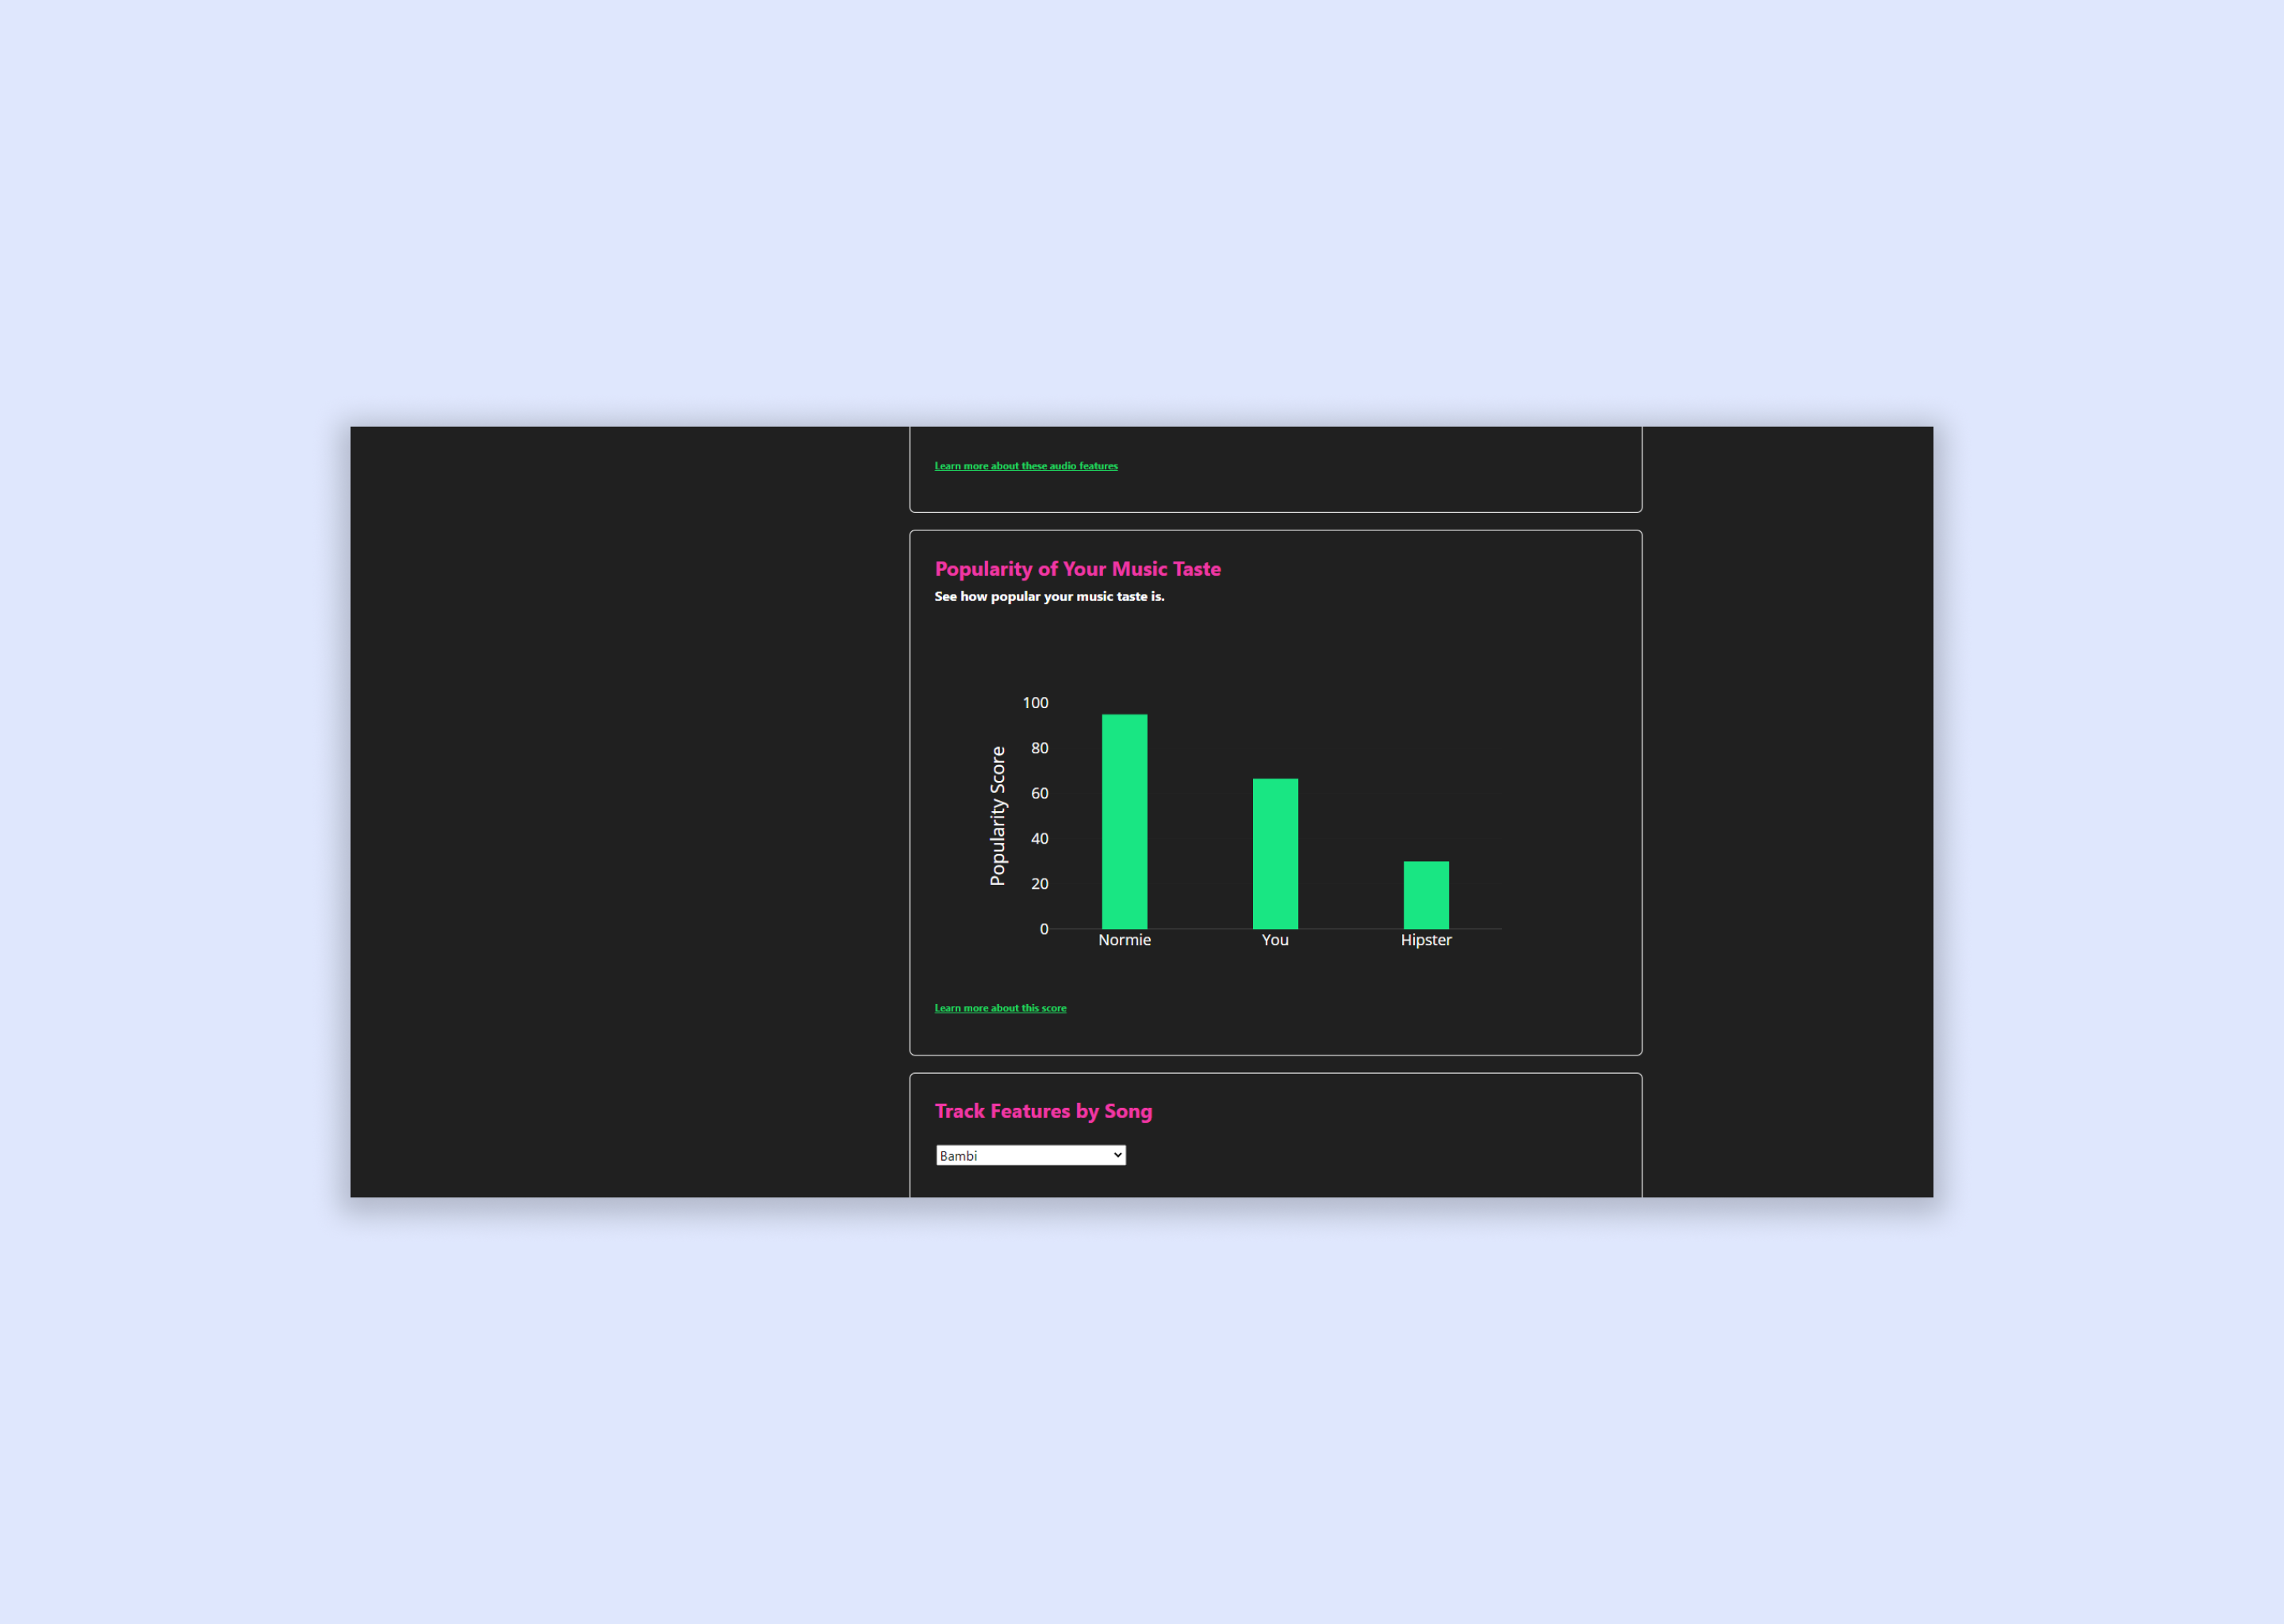 Learn more about these audio features
Popularity of Your Music Taste
See how popular your music taste is.
100
80
60
40
20
0
Popularity Score
Normie
You
Hipster
Learn more about this score
Track Features by Song
Bambi